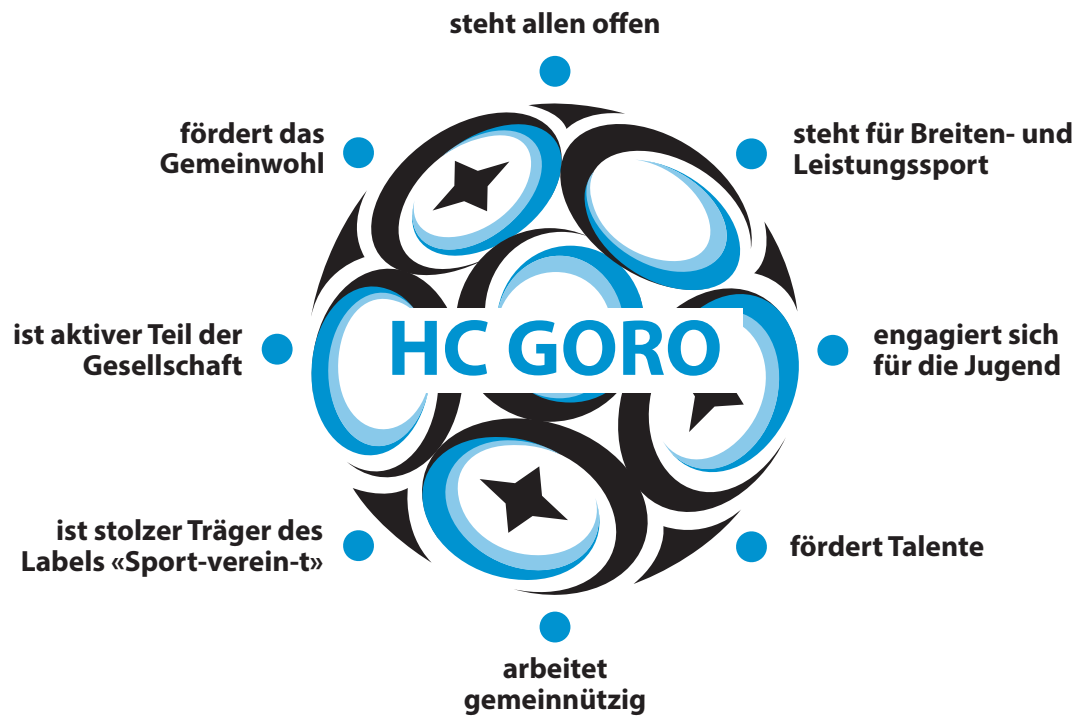 steht allen offen
fördert das
Gemeinwohl
steht für Breiten- und
Leistungssport
ist aktiver Teil der
Gesellschaft
HC GORO
engagiert sich
für die Jugend
ist stolzer Träger des
Labels «Sport-verein-t»
fördert Talente
arbeitet
gemeinnützig